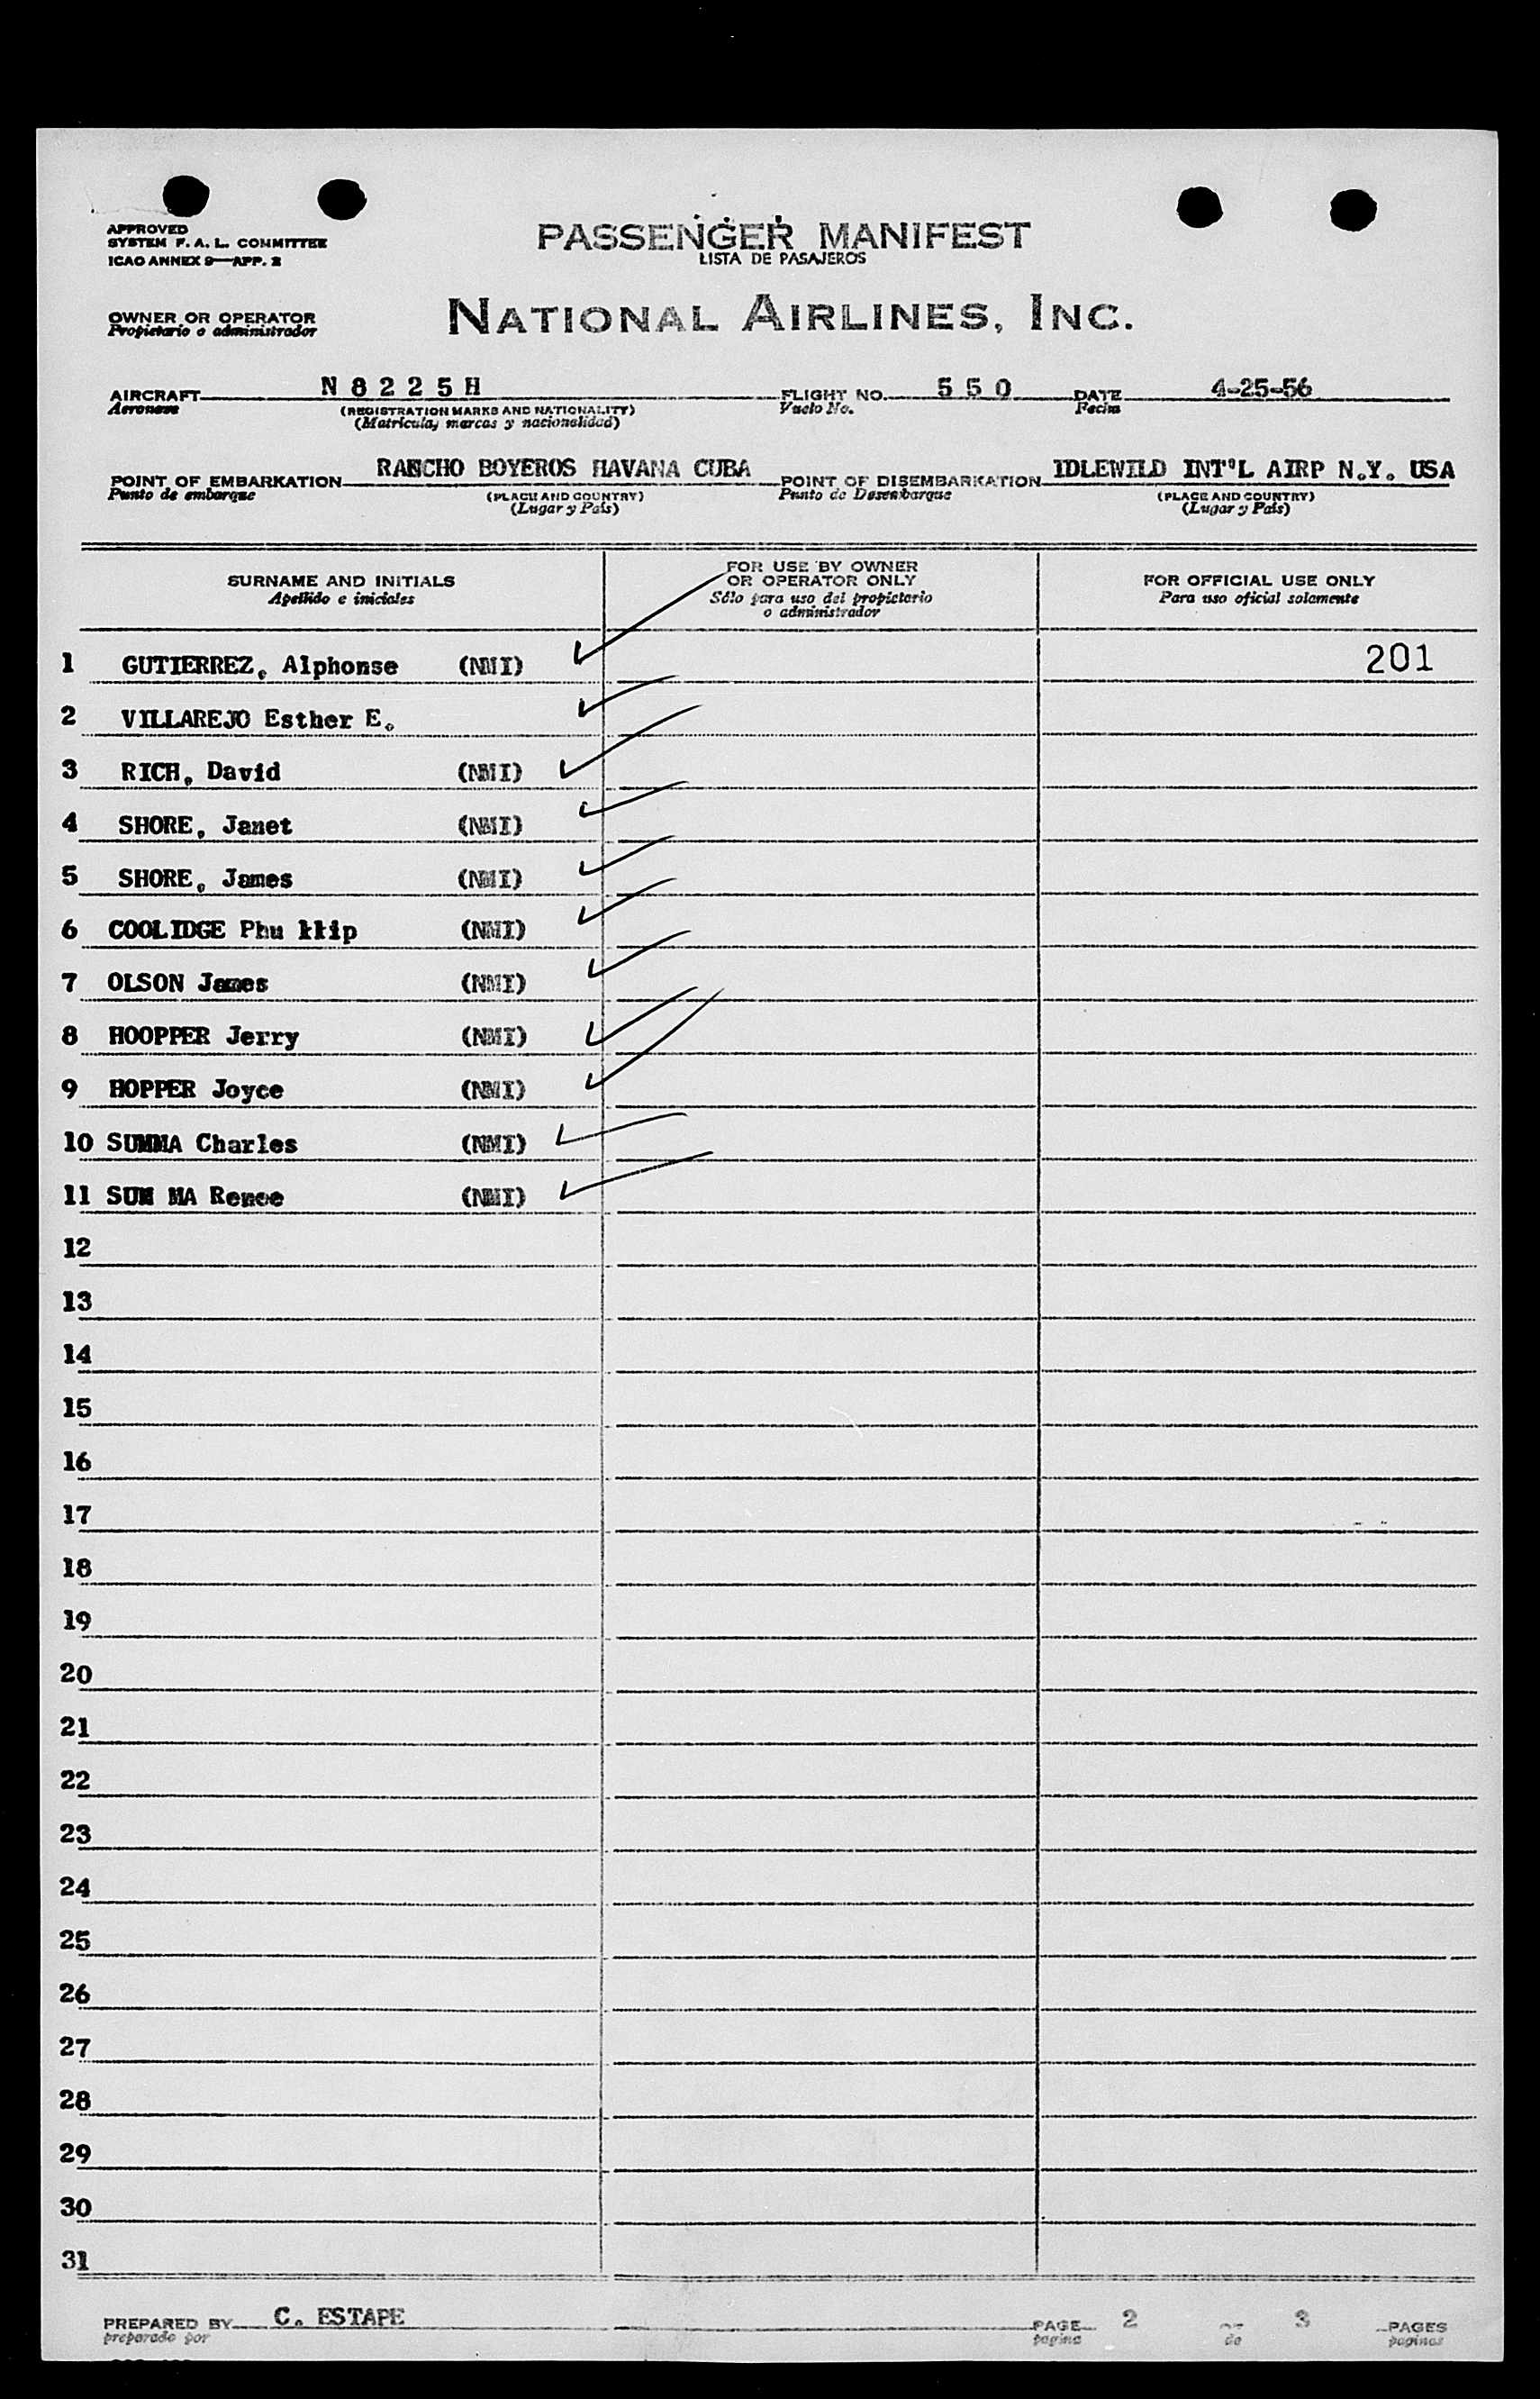 APPROVED
SYSTEM F. A. L. COMMITTEE
ICAO ANNEX 9—APP. 2
PASSENGER MANIFEST
LISTA DE PASAJEROS
OWNER OR OPERATOR
Propietario o administrador
NATIONAL AIRLINES, INC.
AIRCRAFT N 8 2 2 5 H FLIGHT NO. 5 5 0 DATE 4-25-56
Aeronave (REGISTRATION MARKS AND NATIONALITY) Vuelo No. Fecha
(Matricula, marcas y nacionalidad)
POINT OF EMBARKATION RANCHO BOYEROS HAVANA CUBA POINT OF DISEMBARKATION IDLEWILD INT'L AIRP N.Y. USA
Punto de embarque (PLACE AND COUNTRY) Punto de Desembarque (PLACE AND COUNTRY)
(Lugar y País) (Lugar y País)
SURNAME AND INITIALS
Apellido e iniciales
FOR USE BY OWNER
OR OPERATOR ONLY
Sólo para uso del propietario
o administrador
FOR OFFICIAL USE ONLY
Para uso oficial solamente
1 GUTIERREZ, Alphonse (NMI) 201
2 VILLAREJO Esther E.
3 RICH, David (NMI)
4 SHORE, Janet (NMI)
5 SHORE, James (NMI)
6 COOLIDGE (NMI)
7 OLSON James (NMI)
8 HOOPPER Jerry (NMI)
9 HOPPER Joyce (NMI)
10 SUMMA Charles (NMI)
11 SUM MA Renee (NMI)
12
13
14
15
16
17
18
19
20
21
22
23
24
25
26
27
28
29
30
31
PREPARED BY C. ESTAPE PAGE 2 3 PAGES
preparado por pagina de paginas